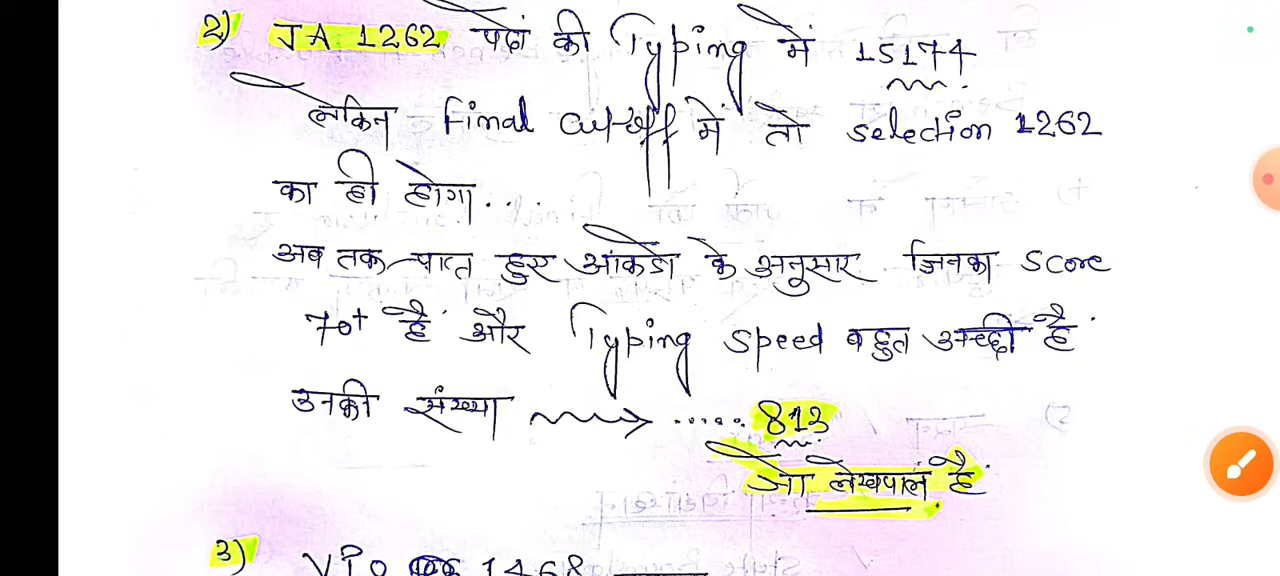 2) JA 1262 पदों की Typing में 15174
लेकिन Final cut-off में तो selection 1262
का ही होगा...
अब तक प्राप्त हुए आंकडो के अनुसार जिनका score
70+ है और Typing speed बहुत अच्छी है
उनकी संख्या ...... 813
जो लेखपाल है
3) VPO 1468